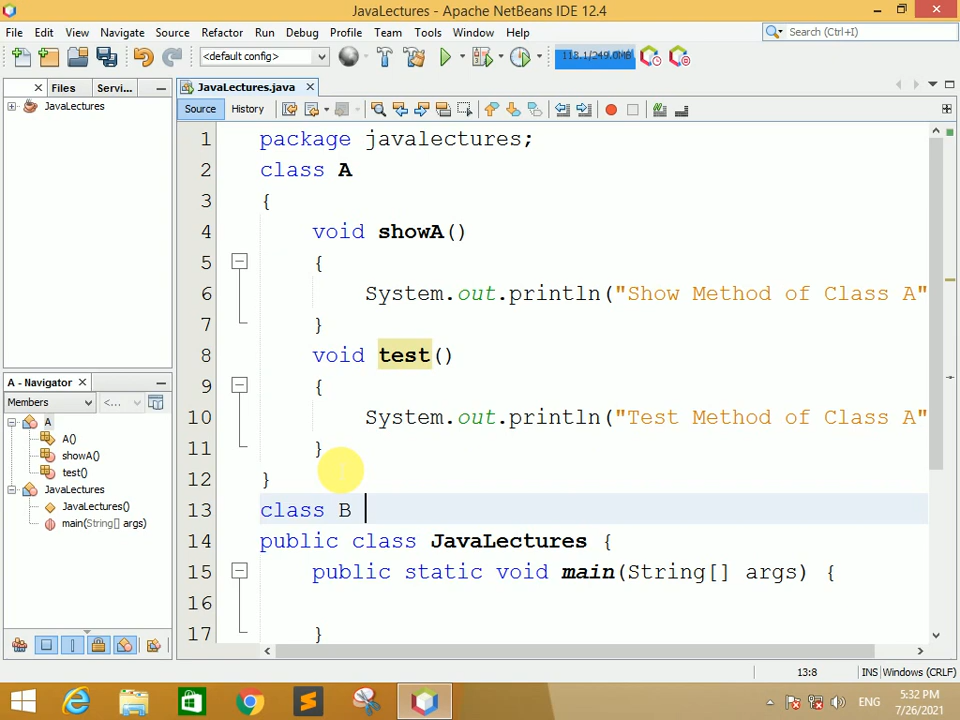 JavaLectures - Apache NetBeans IDE 12.4
File Edit View Navigate Source Refactor Run Debug Profile Team Tools Window Help
Search (Ctrl+I)
<default config>
118.1/249.0MB
Files Servi...
JavaLectures.java
JavaLectures
Source History
1 package javalectures;
2 class A
3 {
4 void showA()
5 {
6 System.out.println("Show Method of Class A"
7 }
8 void test()
9 {
10 System.out.println("Test Method of Class A"
11 }
12 }
13 class B
14 public class JavaLectures {
15 public static void main(String[] args) {
16
17 }
A - Navigator
Members
<...
A
A()
showA()
test()
JavaLectures
JavaLectures()
main(String[] args)
13:8 INS Windows (CRLF)
ENG
5:32 PM
7/26/2021